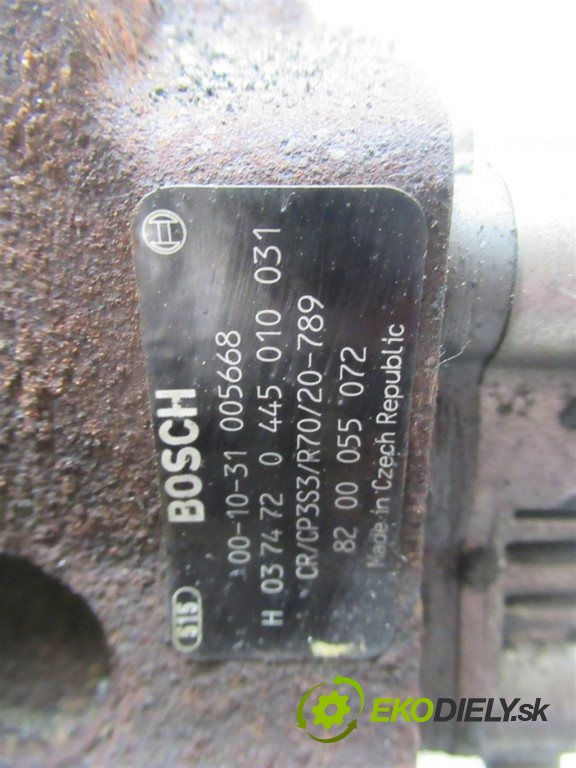 BOSCH
515
00-10-31 005668
H 03 74 72 0 445 010 031
CR/CP3S3/R70/20-789
82 00 055 072
Made in Czech Republic
EKODIELY.sk